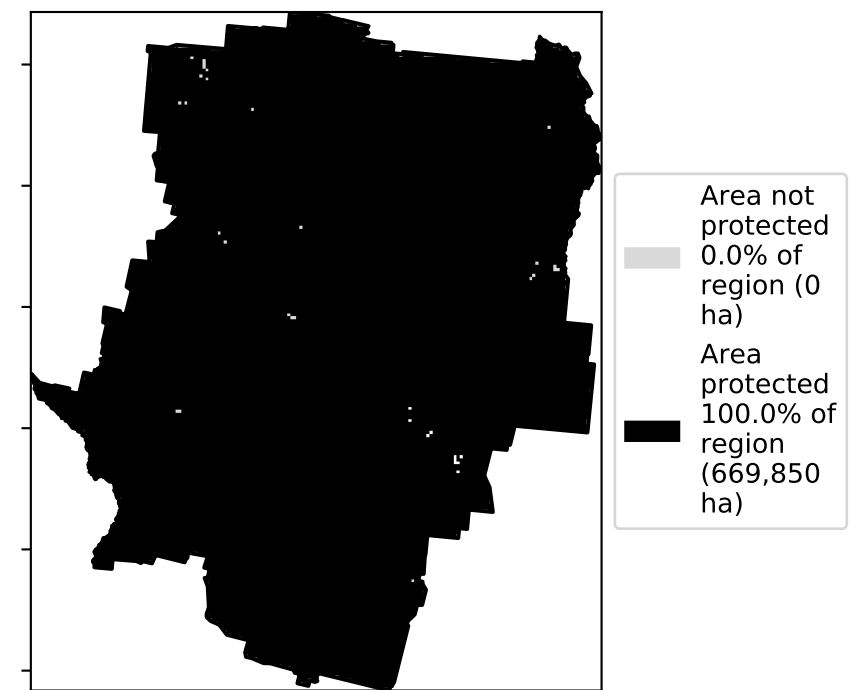 Area not
protected
0.0% of
region (0
ha)
Area
protected
100.0% of
region
(669,850
ha)